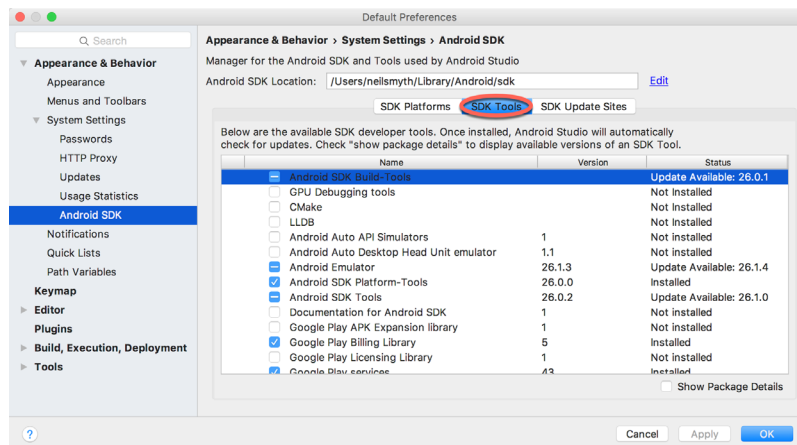 Default Preferences
Search
Appearance & Behavior
Appearance
Menus and Toolbars
System Settings
Passwords
HTTP Proxy
Updates
Usage Statistics
Android SDK
Notifications
Quick Lists
Path Variables
Keymap
Editor
Plugins
Build, Execution, Deployment
Tools
Appearance & Behavior › System Settings › Android SDK
Manager for the Android SDK and Tools used by Android Studio
Android SDK Location: /Users/neilsmyth/Library/Android/sdk Edit
SDK Platforms SDK Tools SDK Update Sites
Below are the available SDK developer tools. Once installed, Android Studio will automatically
check for updates. Check "show package details" to display available versions of an SDK Tool.
Name Version Status
Android SDK Build-Tools Update Available: 26.0.1
GPU Debugging tools Not Installed
CMake Not Installed
LLDB Not Installed
Android Auto API Simulators 1 Not installed
Android Auto Desktop Head Unit emulator 1.1 Not installed
Android Emulator 26.1.3 Update Available: 26.1.4
Android SDK Platform-Tools 26.0.0 Installed
Android SDK Tools 26.0.2 Update Available: 26.1.0
Documentation for Android SDK 1 Not installed
Google Play APK Expansion library 1 Not installed
Google Play Billing Library 5 Installed
Google Play Licensing Library 1 Not installed
Google Play services 43 Installed
Show Package Details
? Cancel Apply OK